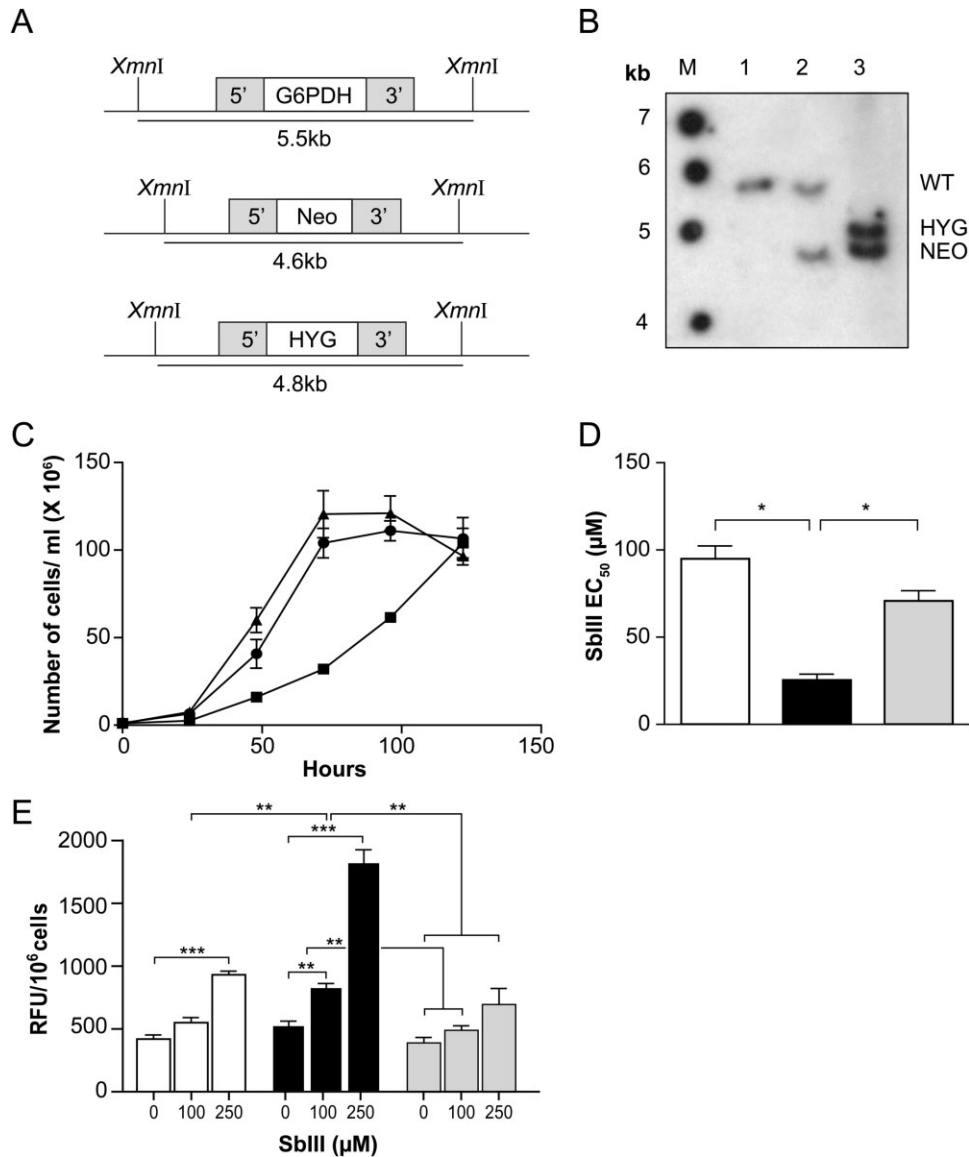 A
XmnI XmnI
5’ G6PDH 3’
5.5kb
XmnI XmnI
5’ Neo 3’
4.6kb
XmnI XmnI
5’ HYG 3’
4.8kb
B
kb M 1 2 3
7
6
5
4
WT
HYG
NEO
C
Number of cells/ ml (X 10⁶)
150
100
50
0
0 50 100 150
Hours
D
SbIII EC₅₀ (µM)
150
100
50
0
* *
E
RFU/10⁶ cells
2000
1500
1000
500
0
** **
***
*** **
**
0 100 250 0 100 250 0 100 250
SbIII (µM)